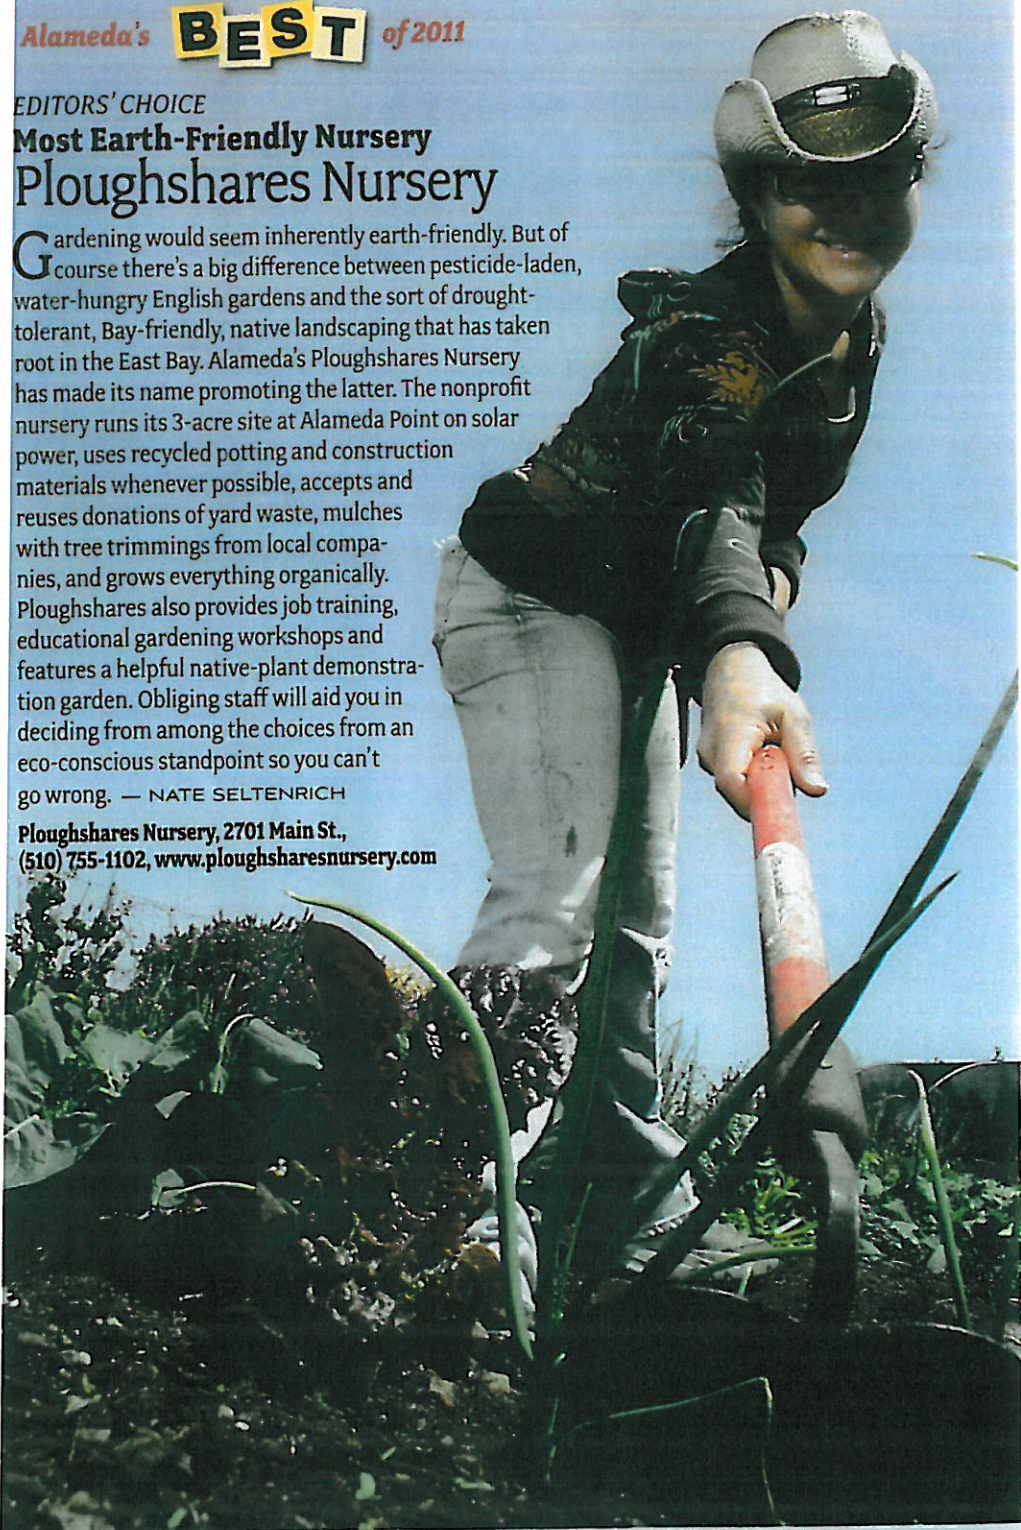 Alameda's BEST of 2011
EDITORS' CHOICE
Most Earth-Friendly Nursery
Ploughshares Nursery
Gardening would seem inherently earth-friendly. But of
course there's a big difference between pesticide-laden,
water-hungry English gardens and the sort of drought-
tolerant, Bay-friendly, native landscaping that has taken
root in the East Bay. Alameda's Ploughshares Nursery
has made its name promoting the latter. The nonprofit
nursery runs its 3-acre site at Alameda Point on solar
power, uses recycled potting and construction
materials whenever possible, accepts and
reuses donations of yard waste, mulches
with tree trimmings from local compa-
nies, and grows everything organically.
Ploughshares also provides job training,
educational gardening workshops and
features a helpful native-plant demonstra-
tion garden. Obliging staff will aid you in
deciding from among the choices from an
eco-conscious standpoint so you can't
go wrong. — NATE SELTENRICH
Ploughshares Nursery, 2701 Main St.,
(510) 755-1102, www.ploughsharesnursery.com